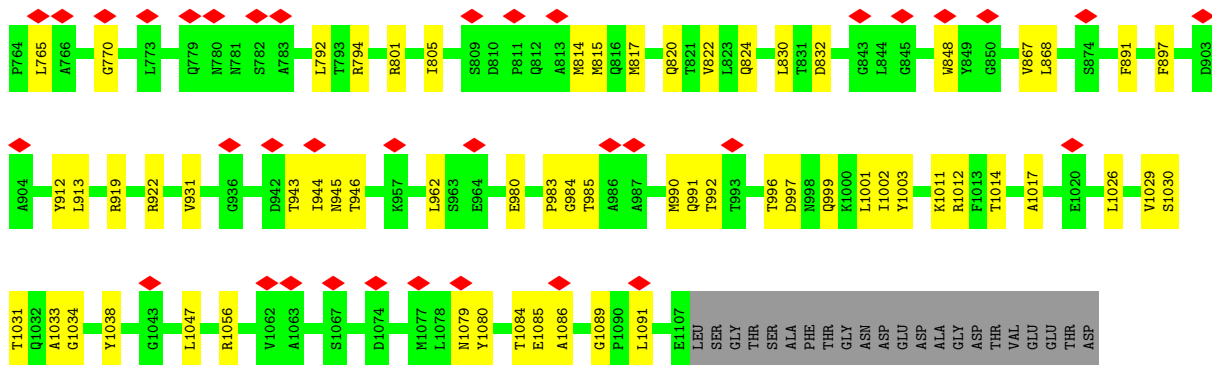 P764 L765 A766 G770 L773 Q779 N780 N781 S782 A783 L792 T793 R794 R801 I805 S809 D810 P811 Q812 A813 M814 M815 Q816 M817 Q820 T821 V822 L823 Q824 L830 T831 D832 G843 L844 G845 W848 Y849 G850 V867 L868 S874 F891 F897 D903
A904 Y912 L913 R919 R922 V931 G936 D942 T943 I944 N945 T946 K957 L962 S963 E964 E980 P983 G984 T985 A986 A987 M990 Q991 T992 T993 T996 D997 N998 Q999 K1000 L1001 I1002 Y1003 K1011 R1012 F1013 T1014 A1017 E1020 L1026 V1029 S1030
T1031 Q1032 A1033 G1034 Y1038 G1043 L1047 R1056 V1062 A1063 S1067 D1074 M1077 L1078 N1079 Y1080 T1084 E1085 A1086 G1089 P1090 L1091 E1107 LEU SER GLY THR SER ALA PHE THR GLY ASN ASP GLU ASP ALA GLY ASP THR VAL GLU GLU THR ASP